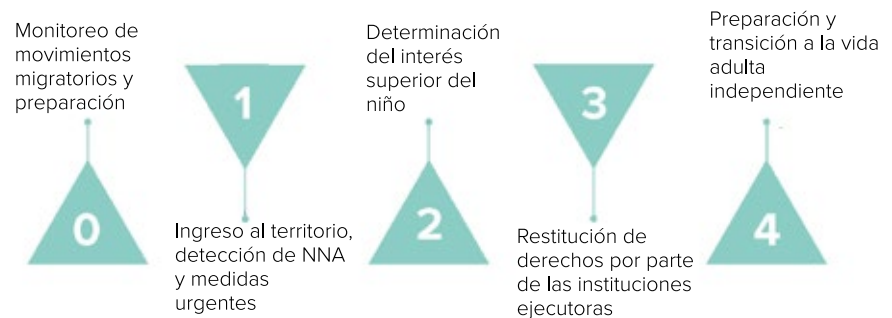 Monitoreo de
movimientos
migratorios y
preparación
0
1
Ingreso al territorio,
detección de NNA
y medidas
urgentes
Determinación
del interés
superior del
niño
2
3
Restitución de
derechos por parte
de las instituciones
ejecutoras
Preparación y
transición a la vida
adulta
independiente
4